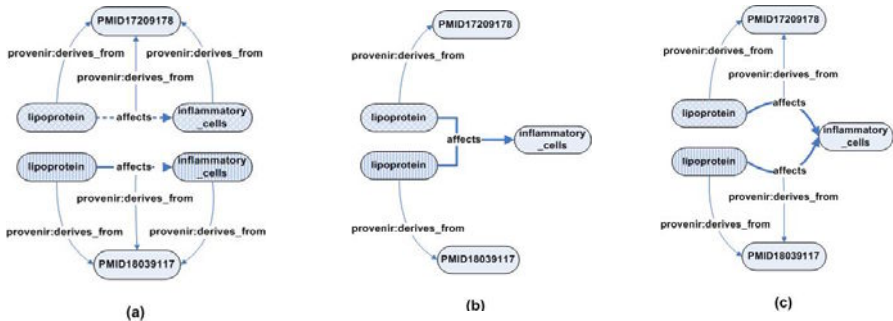 PMID17209178
provenir:derives_from
provenir:derives_from
provenir:derives_from
lipoprotein
affects
inflammatory
_cells
lipoprotein
affects
inflammatory
_cells
provenir:derives_from
provenir:derives_from
provenir:derives_from
PMID18039117
(a)
PMID17209178
provenir:derives_from
lipoprotein
affects
inflammatory
_cells
lipoprotein
provenir:derives_from
PMID18039117
(b)
PMID17209178
provenir:derives_from
provenir:derives_from
lipoprotein
affects
inflammatory
_cells
lipoprotein
affects
provenir:derives_from
provenir:derives_from
PMID18039117
(c)